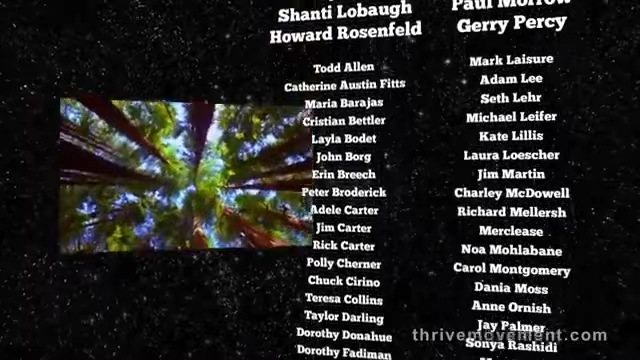 Shanti Lobaugh
Howard Rosenfeld
Todd Allen
Catherine Austin Fitts
Maria Barajas
Cristian Bettler
Layla Bodet
John Borg
Erin Breech
Peter Broderick
Adele Carter
Jim Carter
Rick Carter
Polly Cherner
Chuck Cirino
Teresa Collins
Taylor Darling
Dorothy Donahue
Dorothy Fadiman
Paul Morrow
Gerry Percy
Mark Laisure
Adam Lee
Seth Lehr
Michael Leifer
Kate Lillis
Laura Loescher
Jim Martin
Charley McDowell
Richard Mellersh
Merclease
Noa Mohlabane
Carol Montgomery
Dania Moss
Anne Ornish
Jay Palmer
Sonya Rashidi
thrivemovement.com